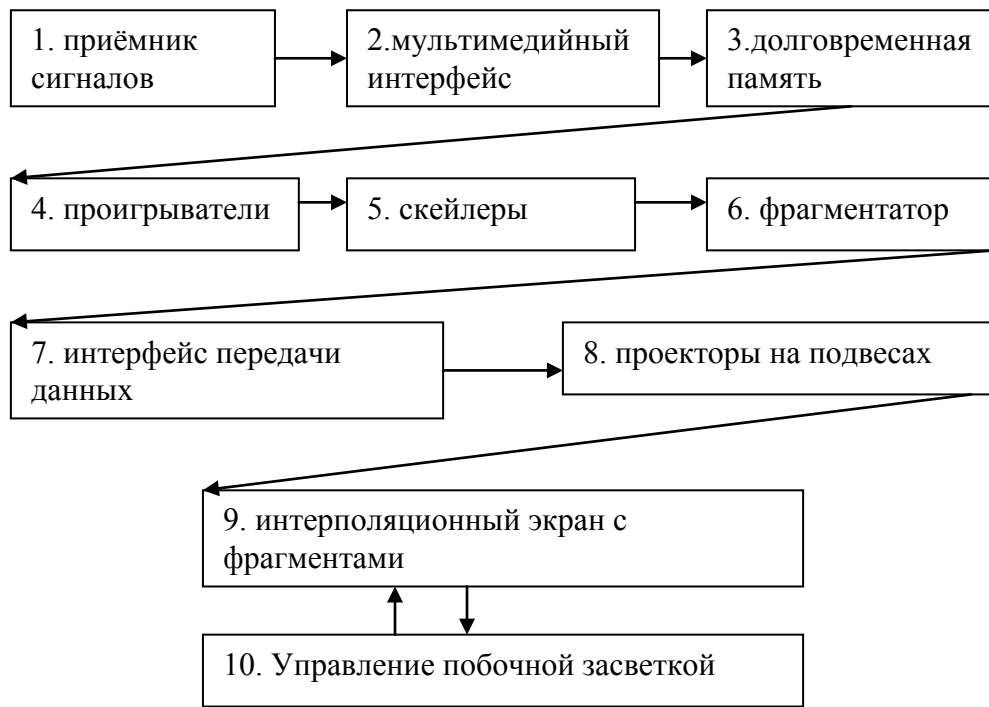 1. приёмник
сигналов
2.мультимедийный
интерфейс
3.долговременная
память
4. проигрыватели
5. скейлеры
6. фрагментатор
7. интерфейс передачи
данных
8. проекторы на подвесах
9. интерполяционный экран с
фрагментами
10. Управление побочной засветкой